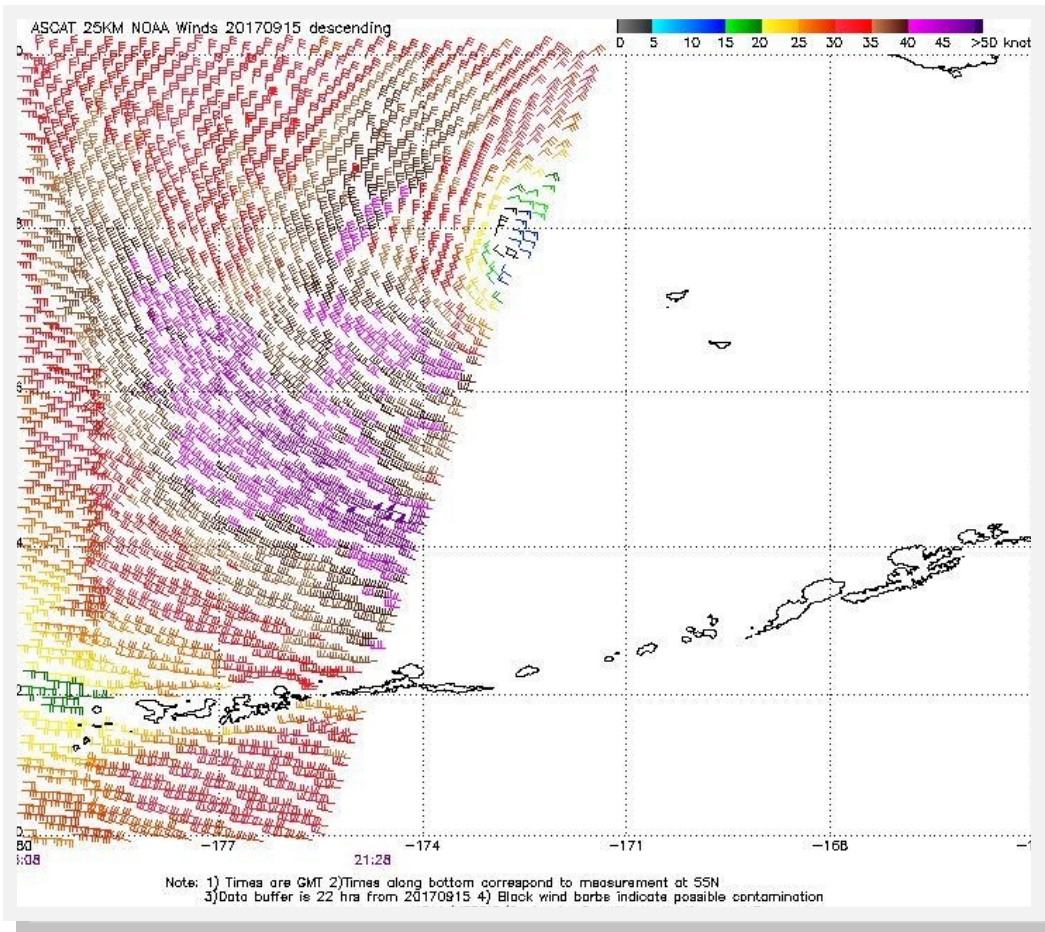 ASCAT 25KM NOAA Winds 20170915 descending
0 5 10 15 20 25 30 35 40 45 >50 knot
-177 -174 -171 -168
21:28
Note: 1) Times are GMT 2)Times along bottom correspond to measurement at 55N
3)Data buffer is 22 hrs from 20170915 4) Black wind barbs indicate possible contamination